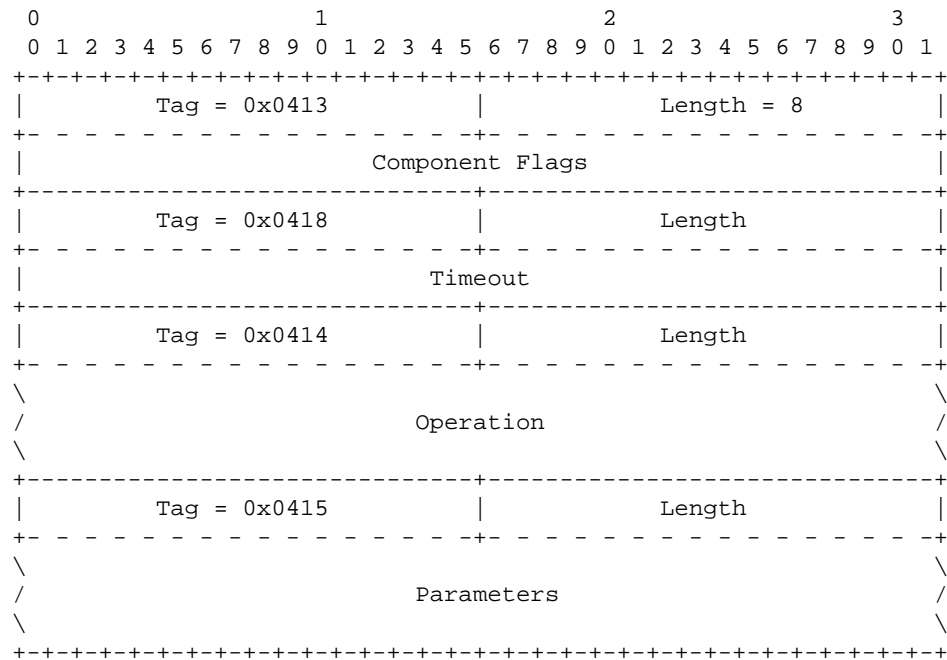 0                   1                   2                   3
 0 1 2 3 4 5 6 7 8 9 0 1 2 3 4 5 6 7 8 9 0 1 2 3 4 5 6 7 8 9 0 1
+-+-+-+-+-+-+-+-+-+-+-+-+-+-+-+-+-+-+-+-+-+-+-+-+-+-+-+-+-+-+-+-+
|         Tag = 0x0413          |            Length = 8         |
+- - - - - - - - - - - - - - - -+- - - - - - - - - - - - - - - -+
|                        Component Flags                        |
+-------------------------------+-------------------------------+
|         Tag = 0x0418          |            Length             |
+- - - - - - - - - - - - - - - -+- - - - - - - - - - - - - - - -+
|                            Timeout                            |
+-------------------------------+-------------------------------+
|         Tag = 0x0414          |            Length             |
+- - - - - - - - - - - - - - - -+- - - - - - - - - - - - - - - -+
\                                                               \
/                           Operation                           /
\                                                               \
+-------------------------------+-------------------------------+
|         Tag = 0x0415          |            Length             |
+- - - - - - - - - - - - - - - -+- - - - - - - - - - - - - - - -+
\                                                               \
/                           Parameters                          /
\                                                               \
+-+-+-+-+-+-+-+-+-+-+-+-+-+-+-+-+-+-+-+-+-+-+-+-+-+-+-+-+-+-+-+-+